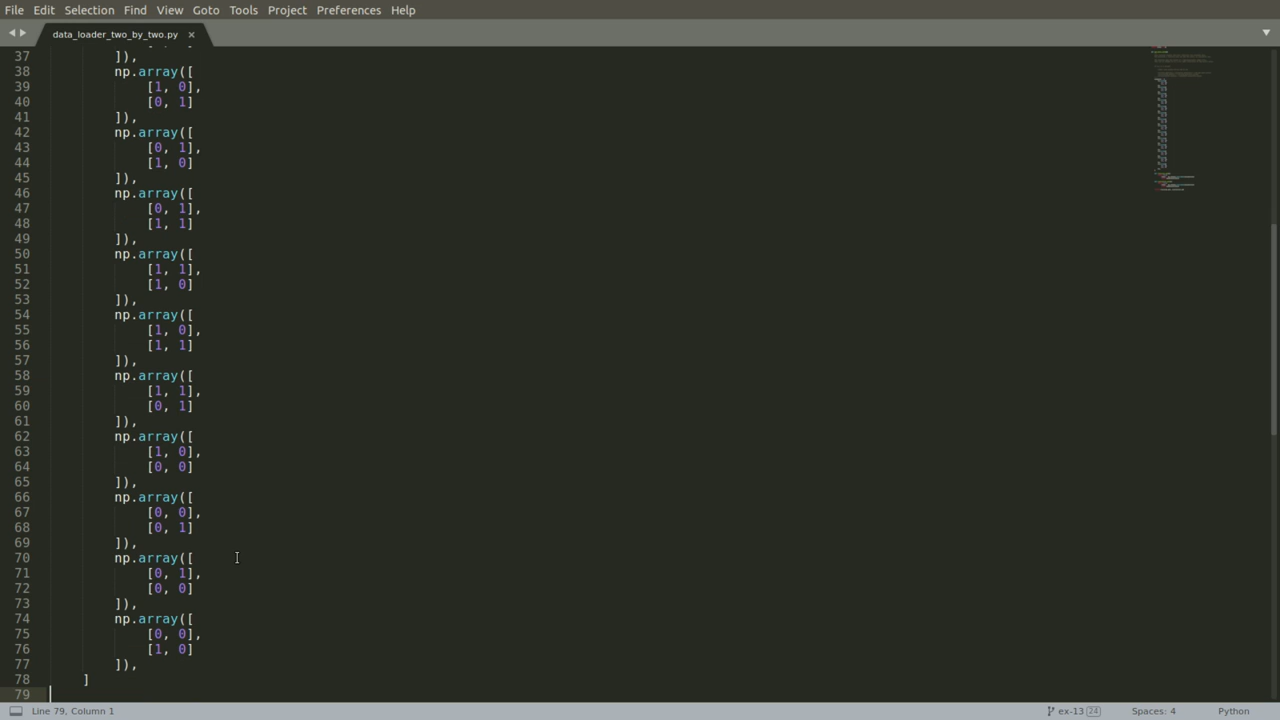 File Edit Selection Find View Goto Tools Project Preferences Help
data_loader_two_by_two.py ×
37 ]),
38 np.array([
39 [1, 0],
40 [0, 1]
41 ]),
42 np.array([
43 [0, 1],
44 [1, 0]
45 ]),
46 np.array([
47 [0, 1],
48 [1, 1]
49 ]),
50 np.array([
51 [1, 1],
52 [1, 0]
53 ]),
54 np.array([
55 [1, 0],
56 [1, 1]
57 ]),
58 np.array([
59 [1, 1],
60 [0, 1]
61 ]),
62 np.array([
63 [1, 0],
64 [0, 0]
65 ]),
66 np.array([
67 [0, 0],
68 [0, 1]
69 ]),
70 np.array([
71 [0, 1],
72 [0, 0]
73 ]),
74 np.array([
75 [0, 0],
76 [1, 0]
77 ]),
78 ]
79
Line 79, Column 1 ex-13 24 Spaces: 4 Python